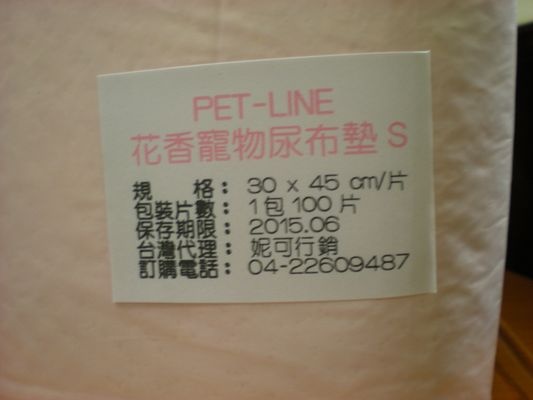 PET-LINE
花香寵物尿布墊 S
規 格：30 x 45 cm/片
包裝片數：1包 100 片
保存期限：2015.06
台灣代理：妮可行銷
訂購電話：04-22609487